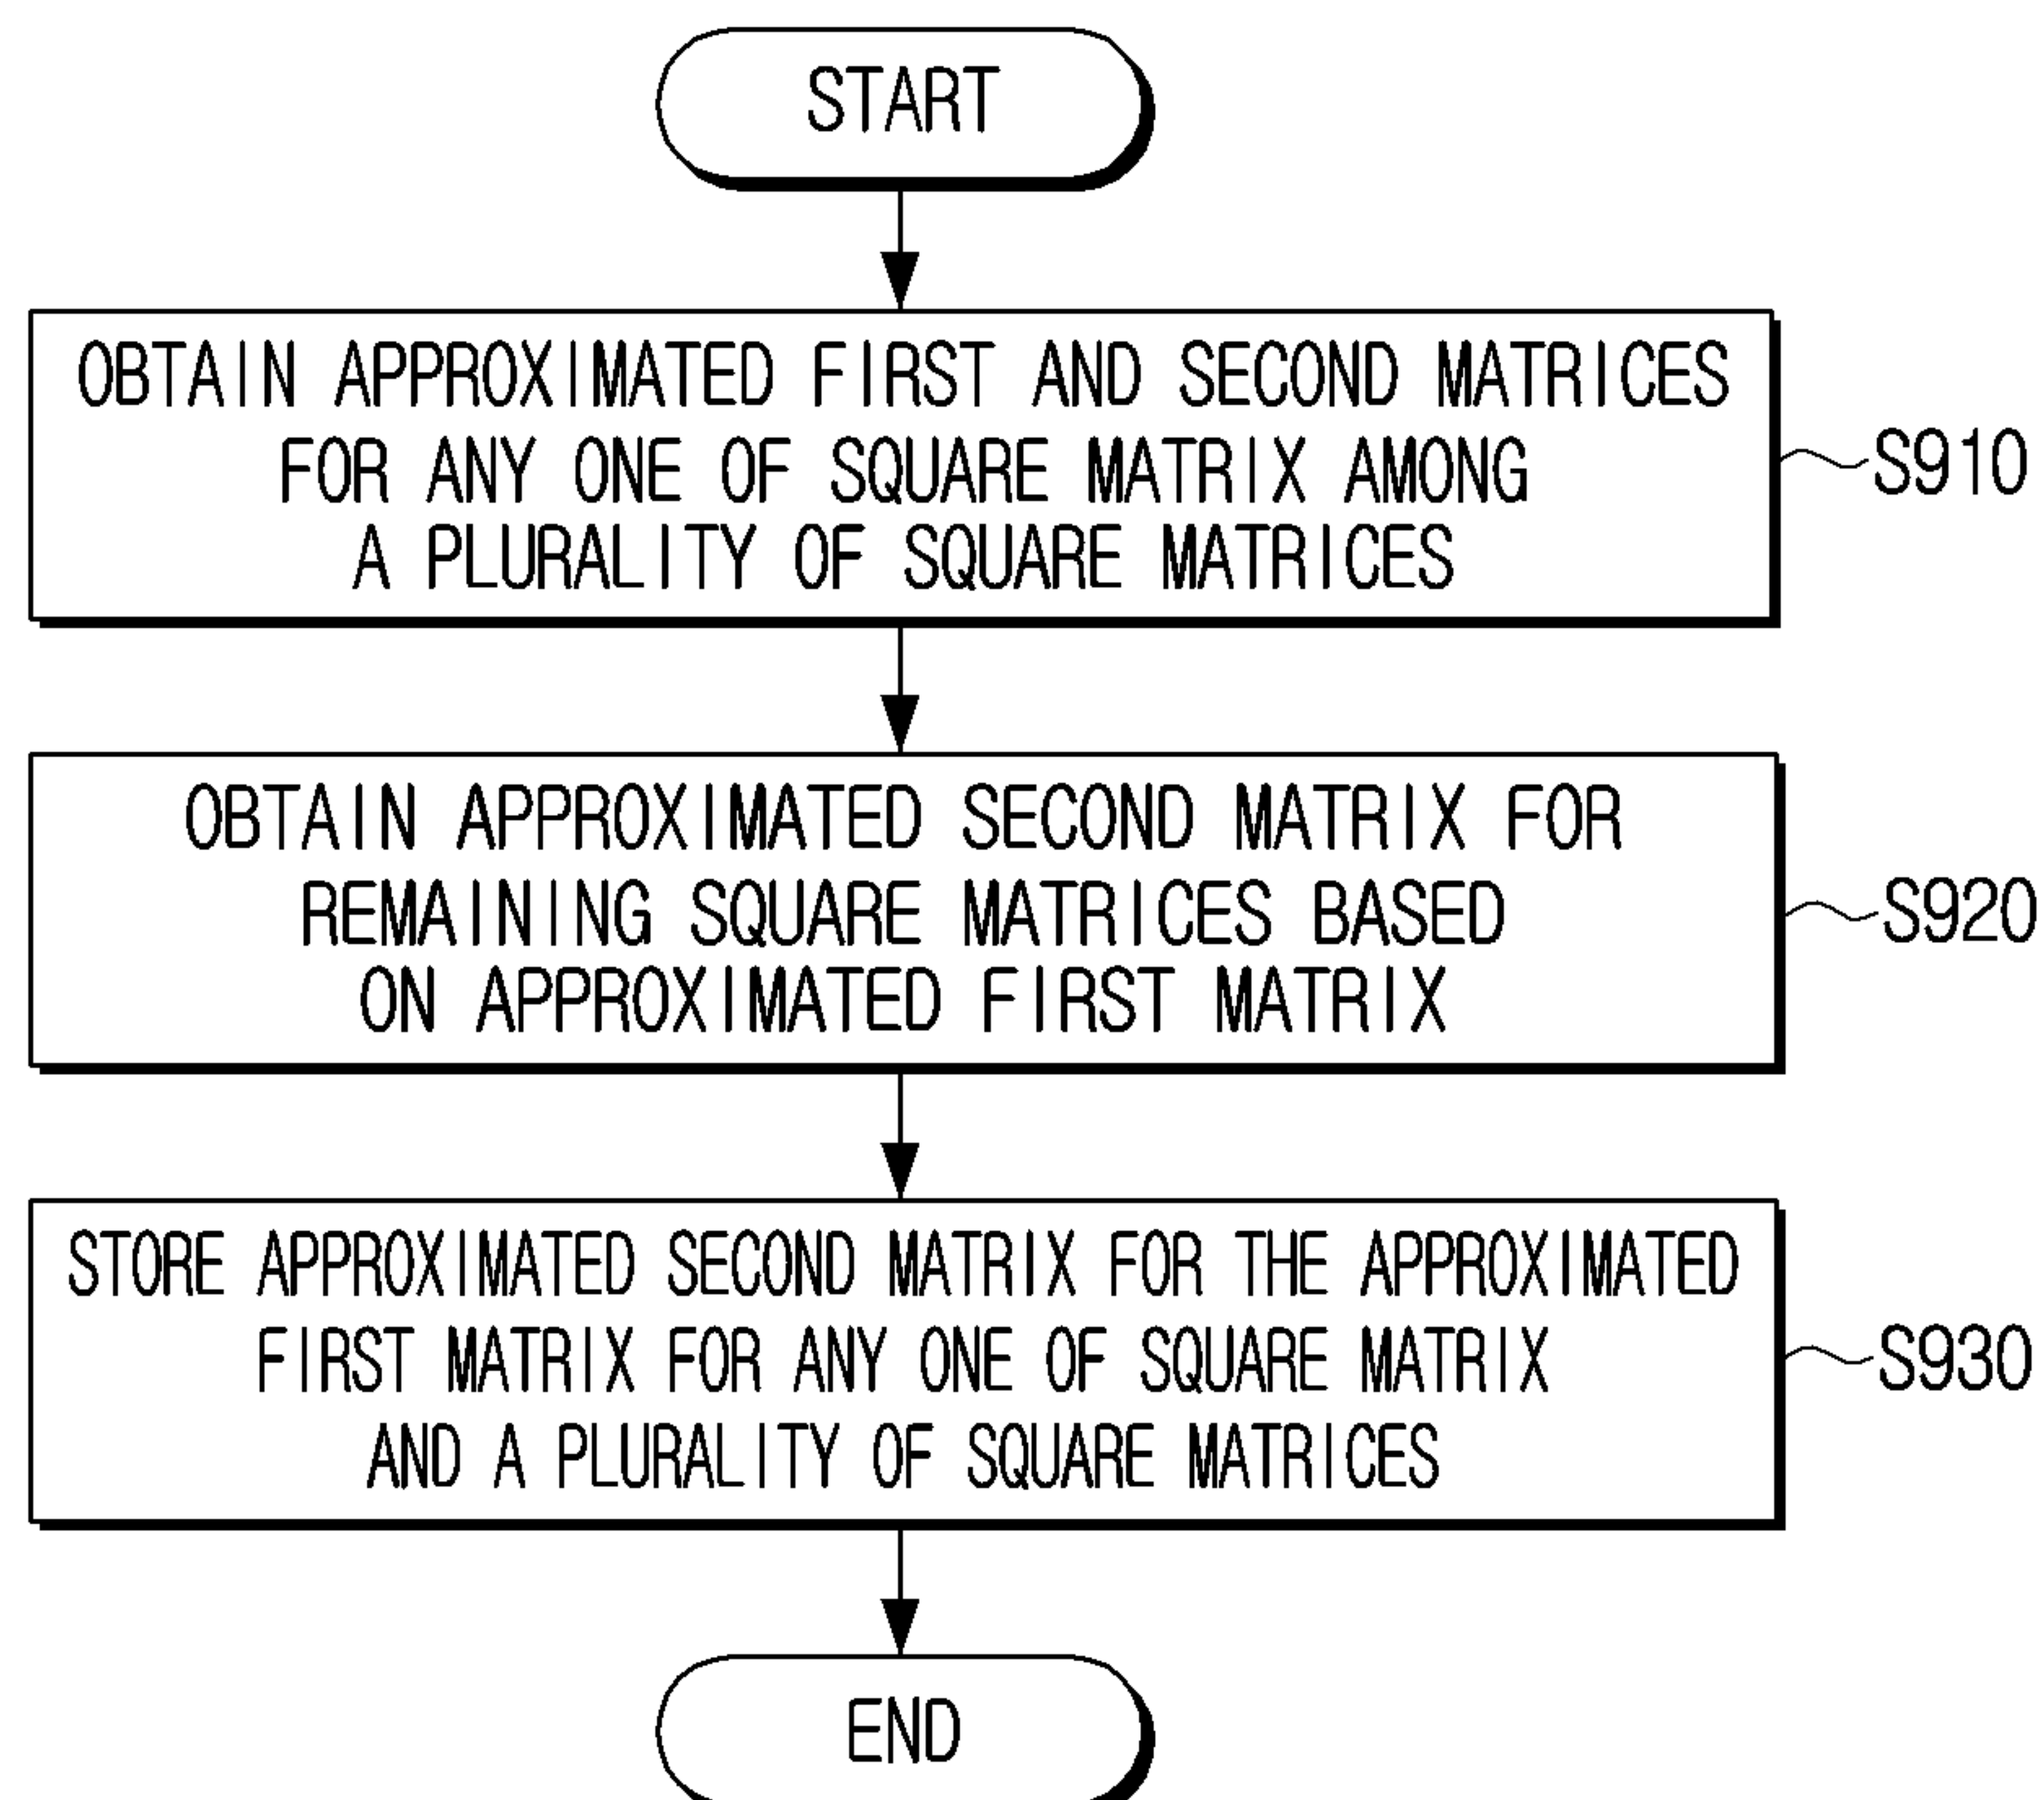 START
OBTAIN APPROXIMATED FIRST AND SECOND MATRICES
FOR ANY ONE OF SQUARE MATRIX AMONG
A PLURALITY OF SQUARE MATRICES
S910
OBTAIN APPROXIMATED SECOND MATRIX FOR
REMAINING SQUARE MATRICES BASED
ON APPROXIMATED FIRST MATRIX
S920
STORE APPROXIMATED SECOND MATRIX FOR THE APPROXIMATED
FIRST MATRIX FOR ANY ONE OF SQUARE MATRIX
AND A PLURALITY OF SQUARE MATRICES
S930
END